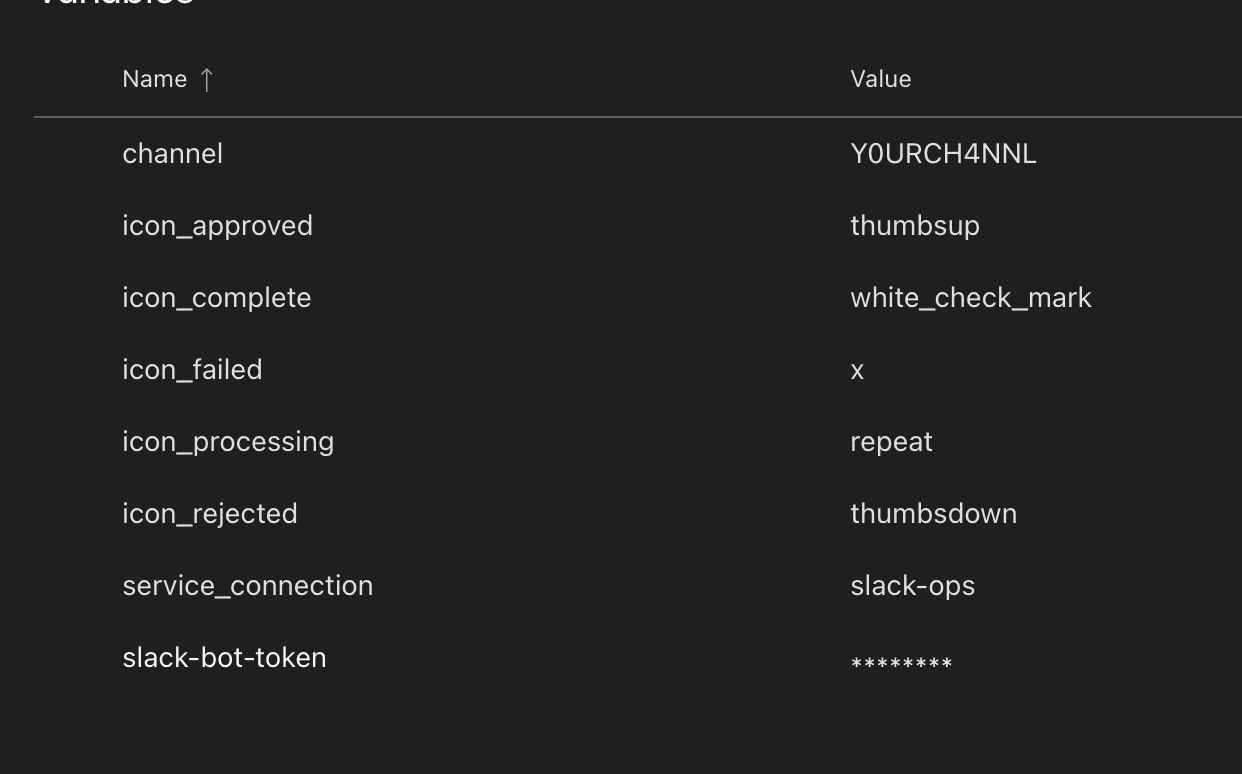 Variables
Name ↑ Value
channel Y0URCH4NNL
icon_approved thumbsup
icon_complete white_check_mark
icon_failed x
icon_processing repeat
icon_rejected thumbsdown
service_connection slack-ops
slack-bot-token ********